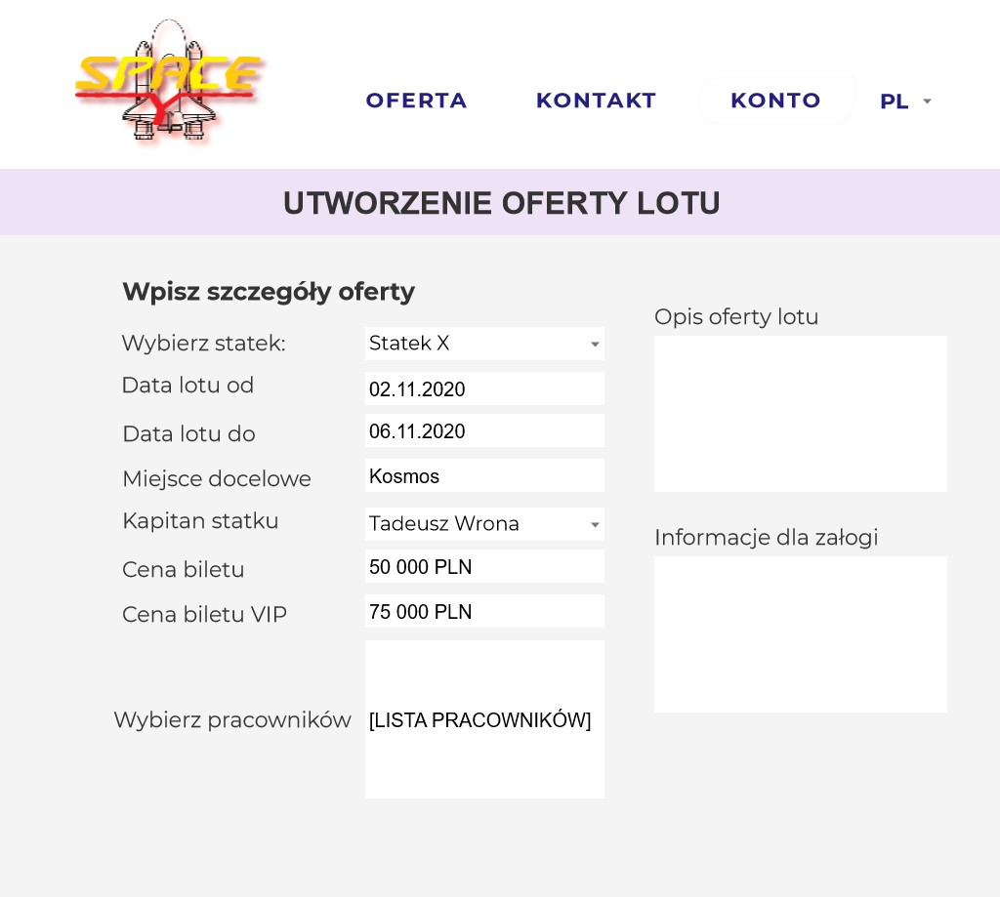 SPACE
Y
OFERTA KONTAKT KONTO PL
UTWORZENIE OFERTY LOTU
Wpisz szczegóły oferty
Wybierz statek: Statek X
Data lotu od 02.11.2020
Data lotu do 06.11.2020
Miejsce docelowe Kosmos
Kapitan statku Tadeusz Wrona
Cena biletu 50 000 PLN
Cena biletu VIP 75 000 PLN
Wybierz pracowników [LISTA PRACOWNIKÓW]
Opis oferty lotu
Informacje dla załogi